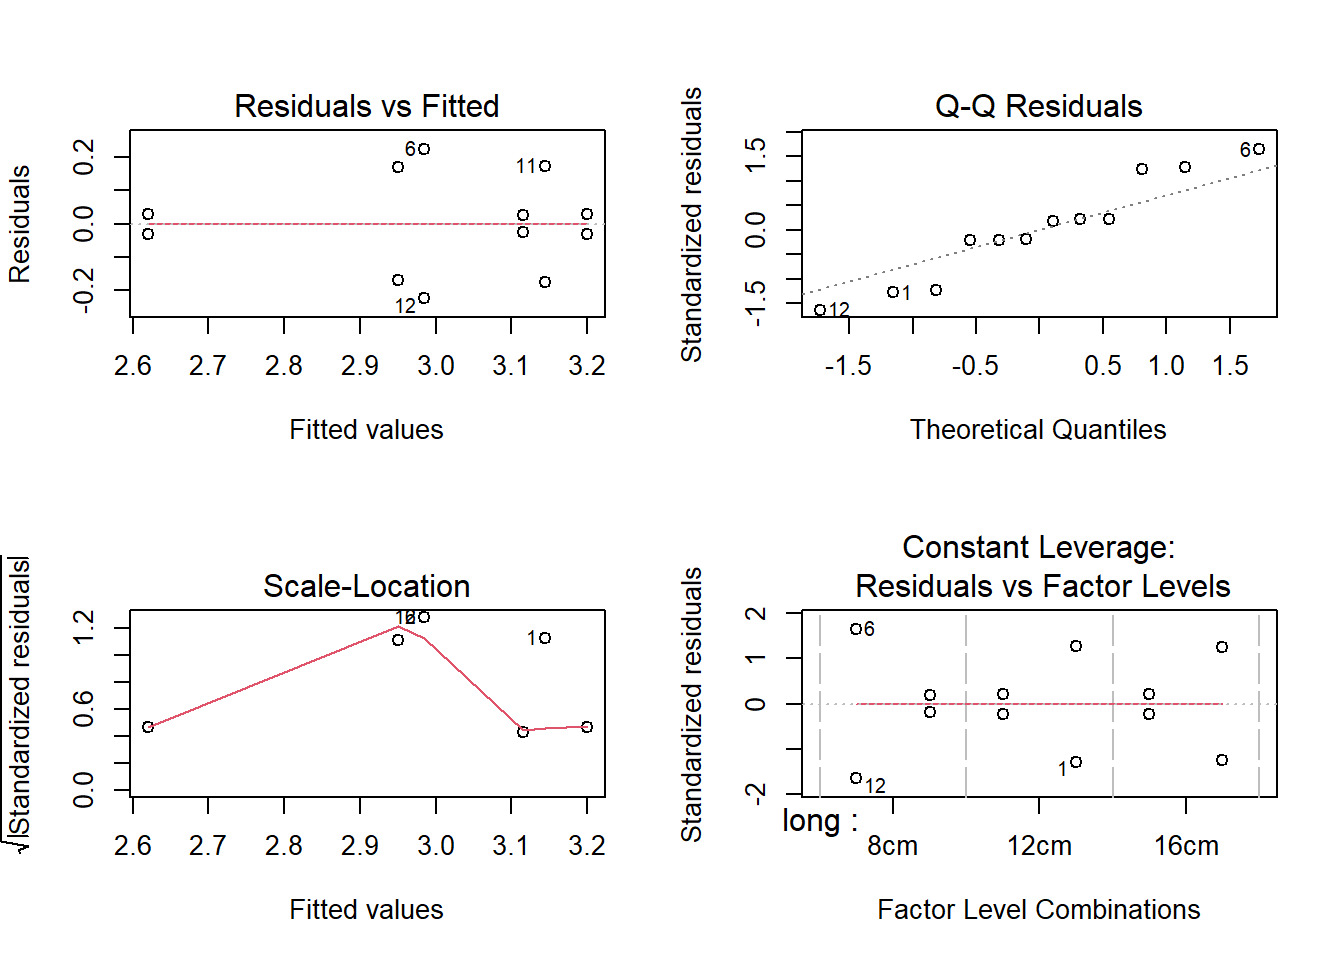 Residuals vs Fitted
Residuals
0.2
0.0
-0.2
6
11
12
2.6 2.7 2.8 2.9 3.0 3.1 3.2
Fitted values
Q-Q Residuals
Standardized residuals
1.5
0.0
-1.5
6
1
12
-1.5 -0.5 0.5 1.0 1.5
Theoretical Quantiles
Scale-Location
√|Standardized residuals|
1.2
0.6
0.0
1
2.6 2.7 2.8 2.9 3.0 3.1 3.2
Fitted values
Constant Leverage:
Residuals vs Factor Levels
Standardized residuals
2
1
0
-2
6
1
12
long :
8cm 12cm 16cm
Factor Level Combinations